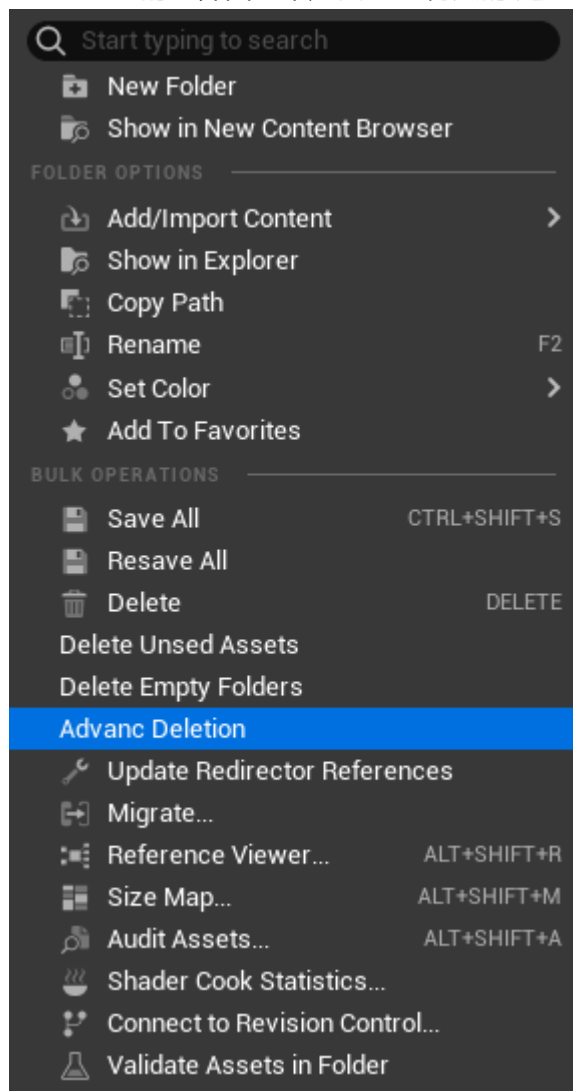 Start typing to search
New Folder
Show in New Content Browser
FOLDER OPTIONS
Add/Import Content
Show in Explorer
Copy Path
Rename F2
Set Color
Add To Favorites
BULK OPERATIONS
Save All CTRL+SHIFT+S
Resave All
Delete DELETE
Delete Unsed Assets
Delete Empty Folders
Advanc Deletion
Update Redirector References
Migrate...
Reference Viewer... ALT+SHIFT+R
Size Map... ALT+SHIFT+M
Audit Assets... ALT+SHIFT+A
Shader Cook Statistics...
Connect to Revision Control...
Validate Assets in Folder